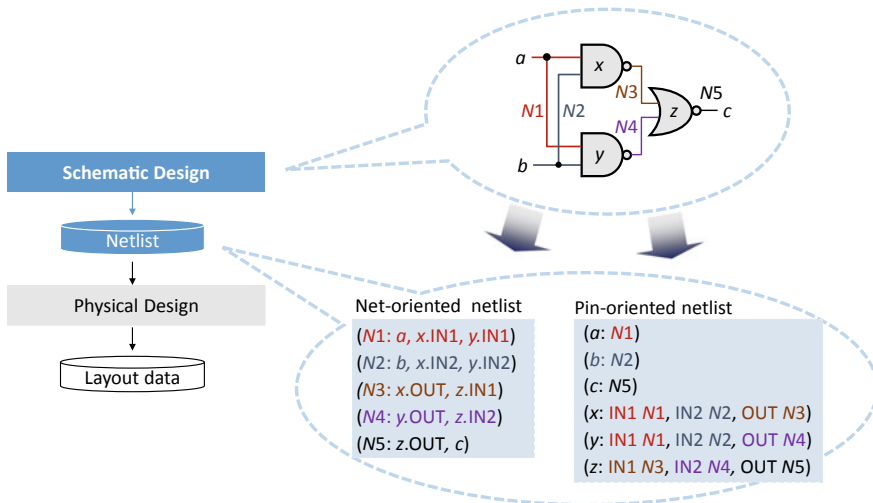 a
x
N3
N5
N1
N2
z
c
N4
y
b
Schematic Design
Netlist
Physical Design
Layout data
Net-oriented netlist
(N1: a, x.IN1, y.IN1)
(N2: b, x.IN2, y.IN2)
(N3: x.OUT, z.IN1)
(N4: y.OUT, z.IN2)
(N5: z.OUT, c)
Pin-oriented netlist
(a: N1)
(b: N2)
(c: N5)
(x: IN1 N1, IN2 N2, OUT N3)
(y: IN1 N1, IN2 N2, OUT N4)
(z: IN1 N3, IN2 N4, OUT N5)